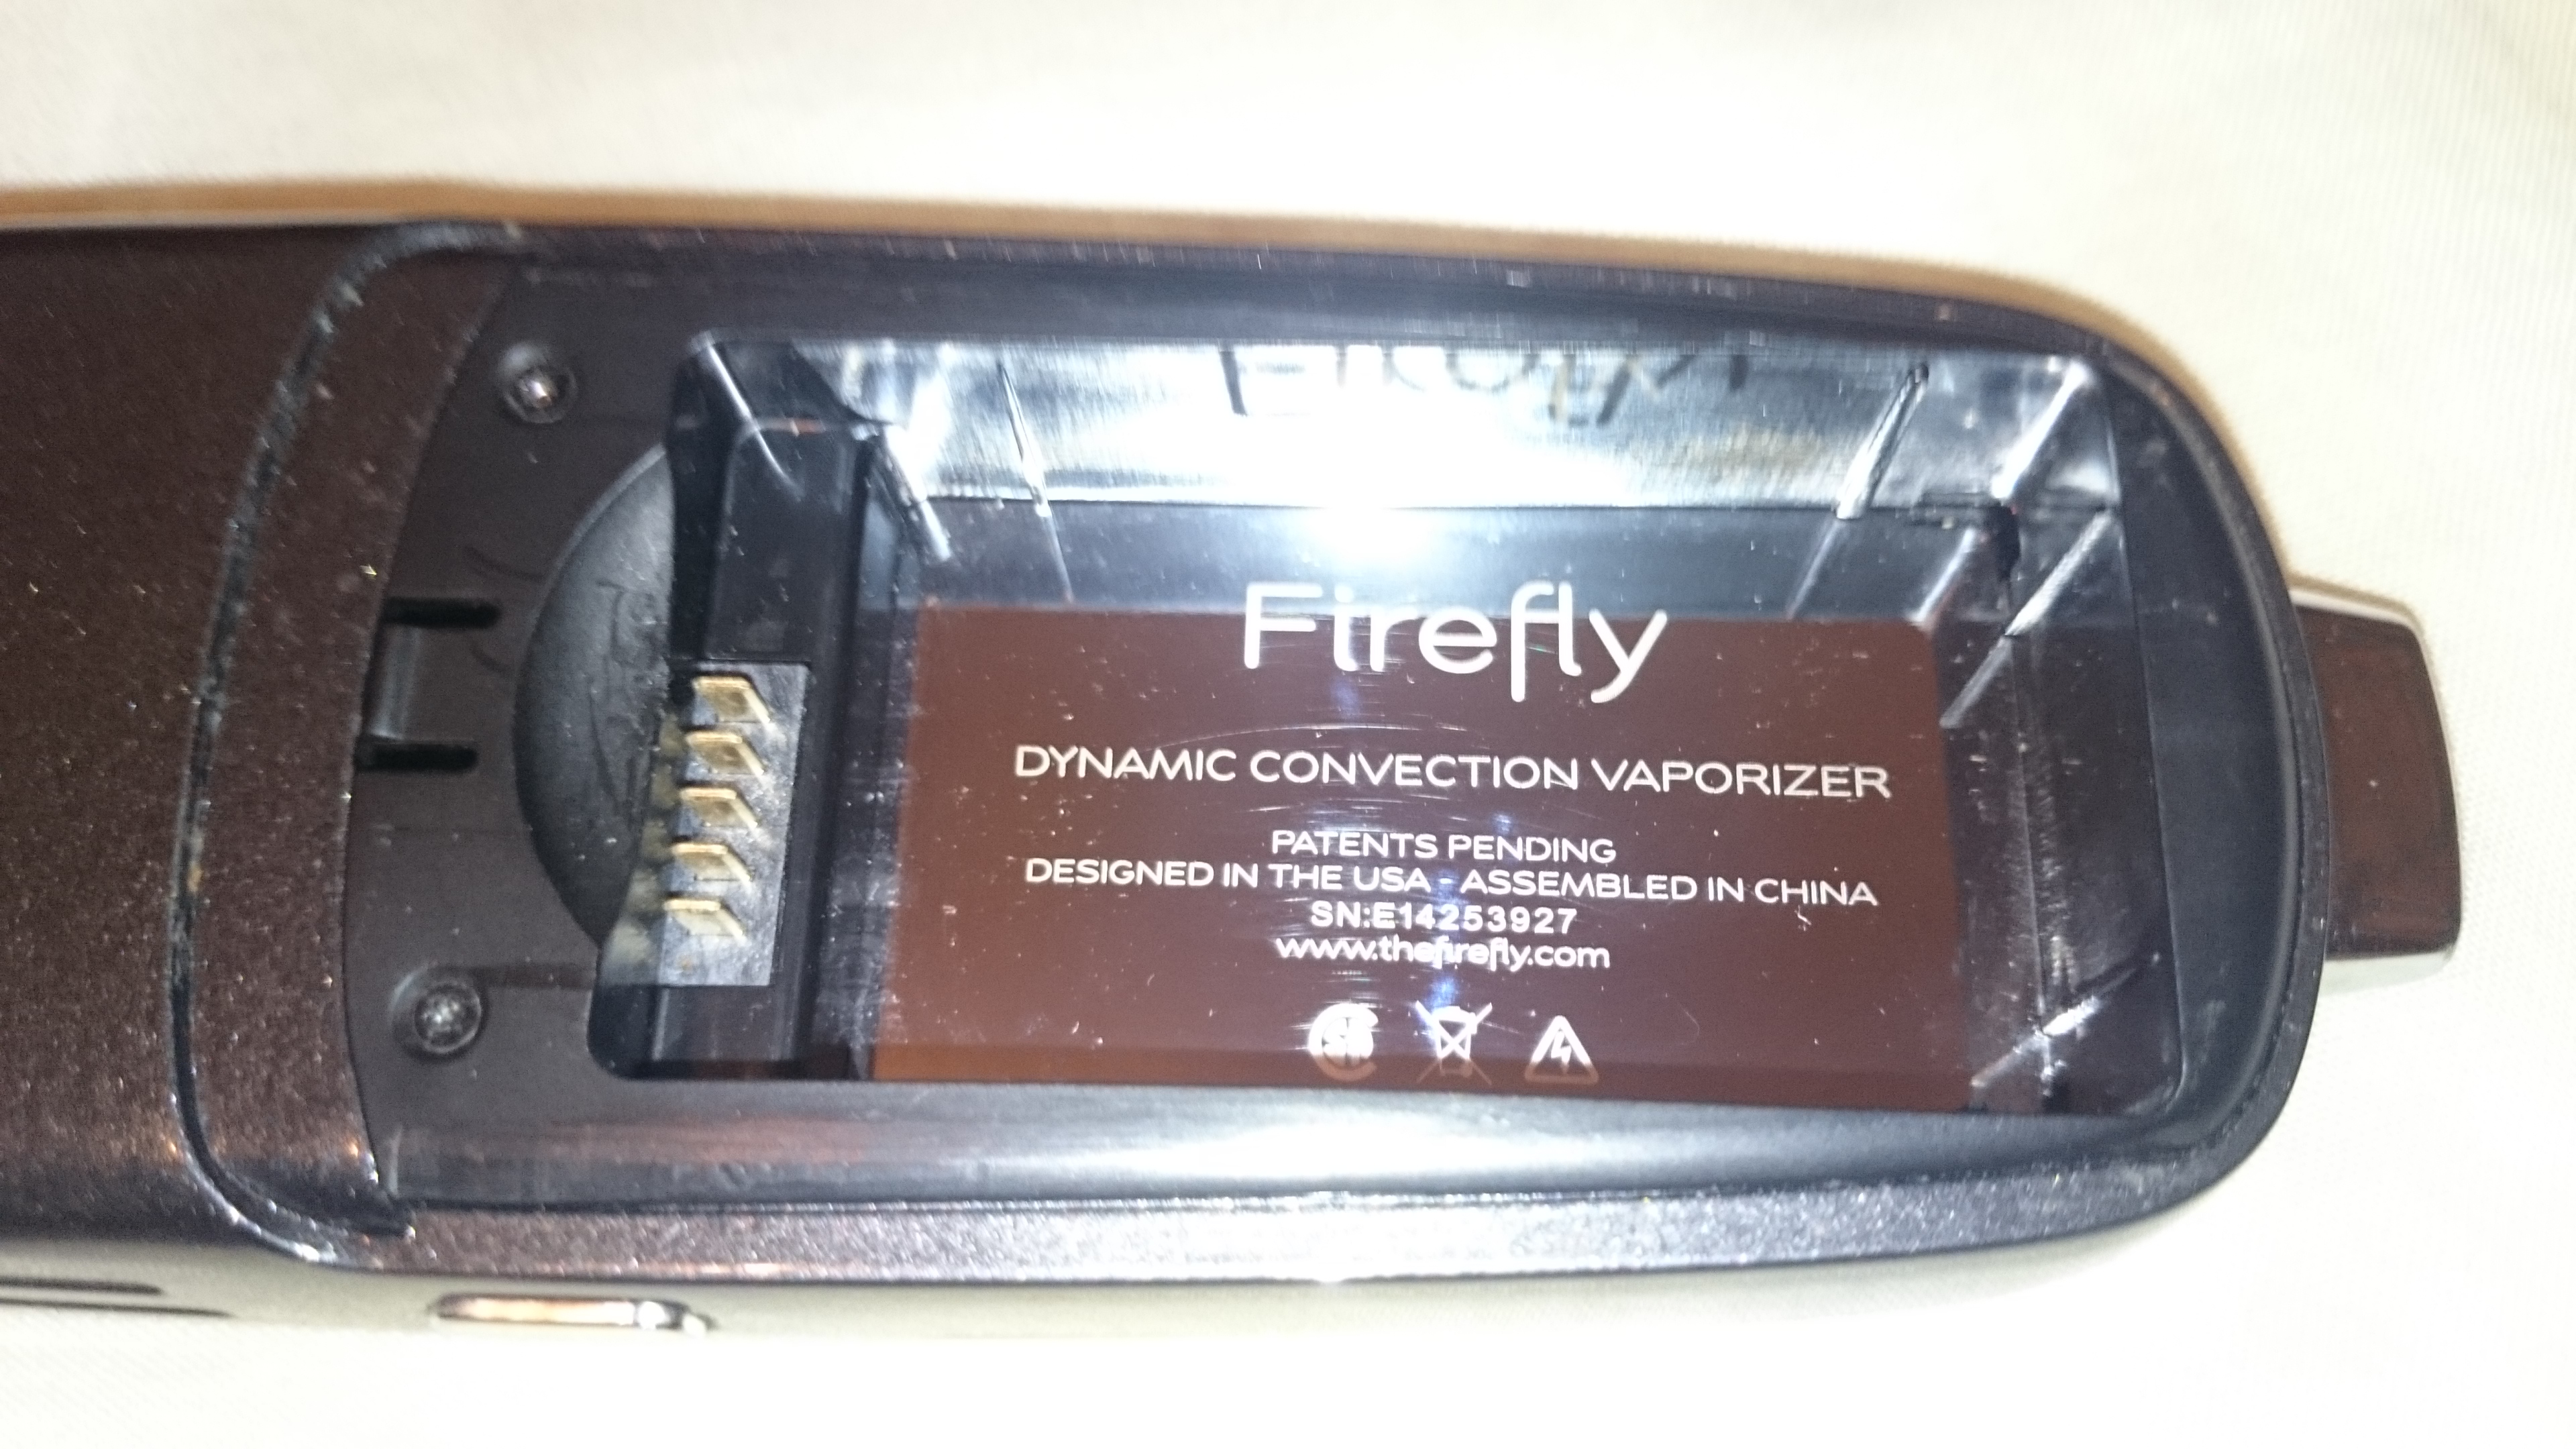 Firefly
DYNAMIC CONVECTION VAPORIZER
PATENTS PENDING
DESIGNED IN THE USA - ASSEMBLED IN CHINA
SN:E14253927
www.thefirefly.com